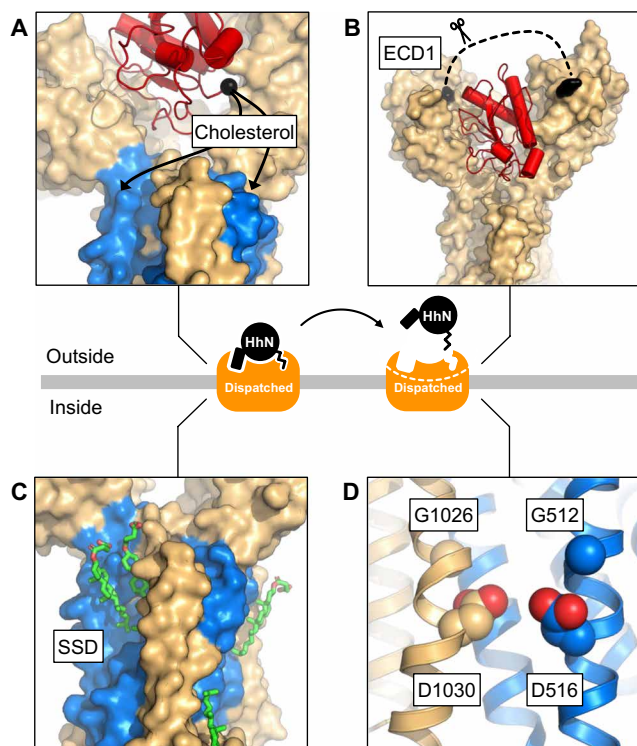 A
Cholesterol
B
ECD1
Outside
Inside
HhN
Dispatched
HhN
Dispatched
C
SSD
D
G1026
G512
D1030
D516